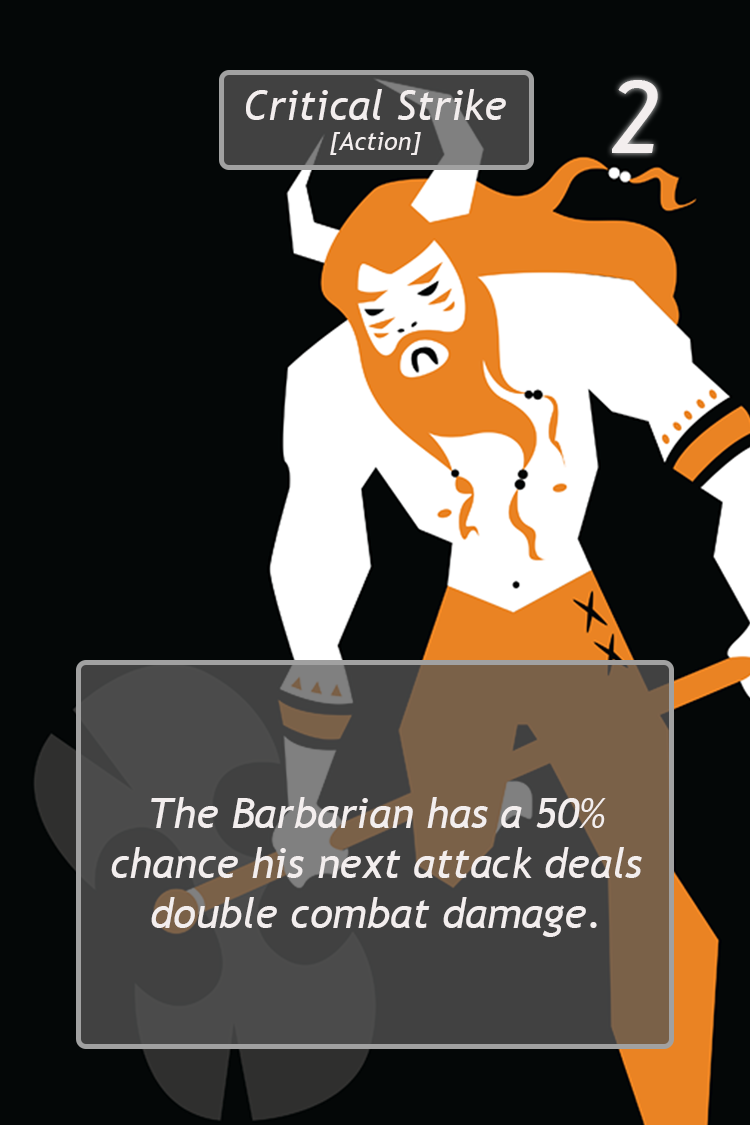 Critical Strike
[Action]
2
The Barbarian has a 50%
chance his next attack deals
double combat damage.